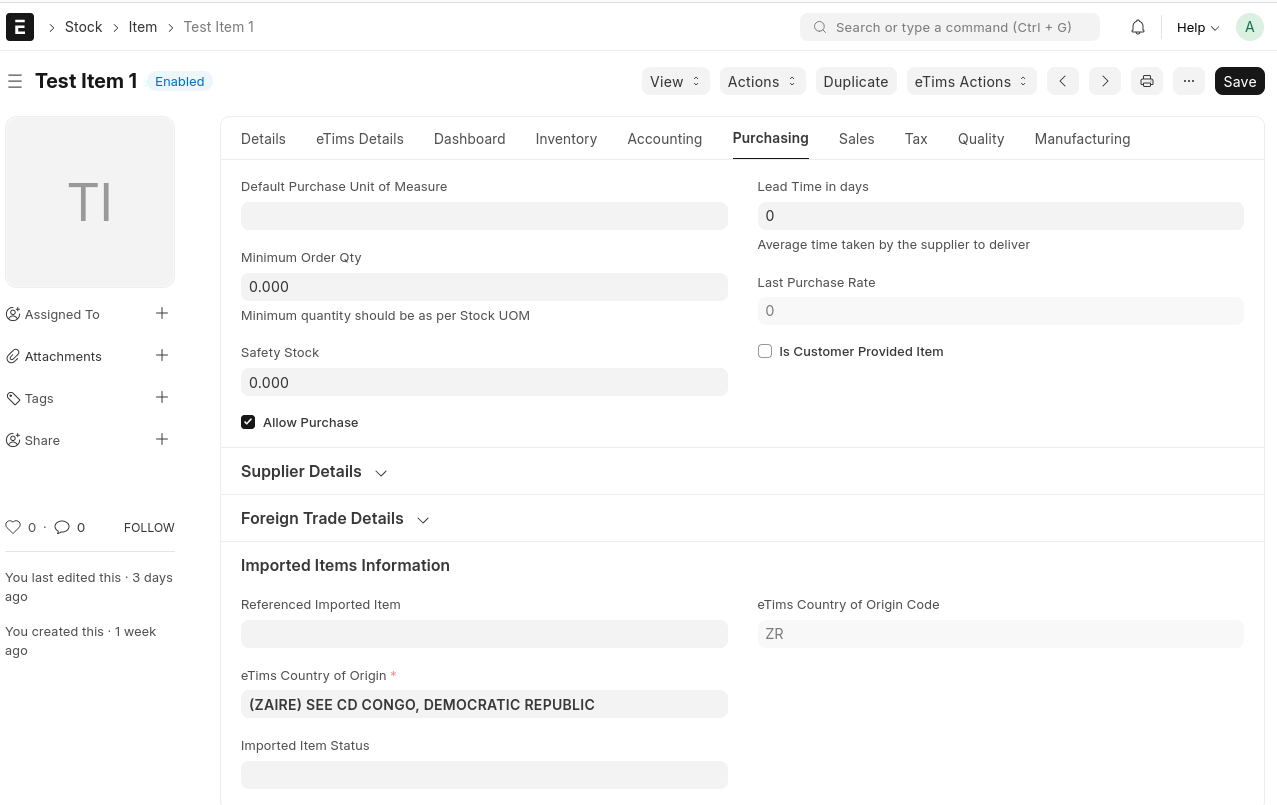 E
Stock
Item
Test Item 1
Search or type a command (Ctrl + G)
Help
A
Test Item 1
Enabled
View
Actions
Duplicate
eTims Actions
Save
TI
Assigned To
Attachments
Tags
Share
0 · 0
FOLLOW
You last edited this · 3 days
ago
You created this · 1 week
ago
Details
eTims Details
Dashboard
Inventory
Accounting
Purchasing
Sales
Tax
Quality
Manufacturing
Default Purchase Unit of Measure
Minimum Order Qty
0.000
Minimum quantity should be as per Stock UOM
Safety Stock
0.000
Allow Purchase
Lead Time in days
0
Average time taken by the supplier to deliver
Last Purchase Rate
0
Is Customer Provided Item
Supplier Details
Foreign Trade Details
Imported Items Information
Referenced Imported Item
eTims Country of Origin *
(ZAIRE) SEE CD CONGO, DEMOCRATIC REPUBLIC
Imported Item Status
eTims Country of Origin Code
ZR